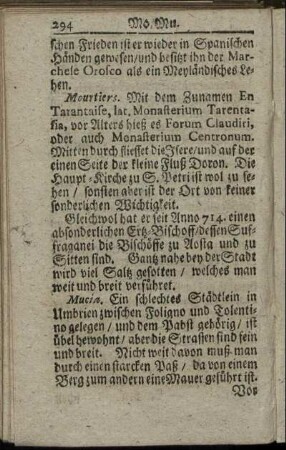 294 Mo. Mu.
schen Frieden ist er wieder in Spanischen
Händen gewesen/ und besitzt ihn der Mar-
chese Orosco als ein Meyländisches Le-
hen.
Mourtiers. Mit dem Zunamen En
Tarantaise, lat. Monasterium Tarenta-
sia, vor Alters hieß es Forum Claudiri,
oder auch Monasterium Centronum.
Mitten durch fliesset die Isere/ und auf der
einen Seite der kleine Fluß Doron. Die
Haupt-Kirche zu S. Petri ist wol zu se-
hen/ sonsten aber ist der Ort von keiner
sonderlichen Wichtigkeit.
Gleichwol hat er seit Anno 714. einen
absonderlichen Ertz-Bischoff/ dessen Suf-
fraganei die Bischöffe zu Aosta und zu
Sitten sind. Gantz nahe bey der Stadt
wird viel Saltz gesotten/ welches man
weit und breit verführet.
Muciæ. Ein schlechtes Städtlein in
Umbrien zwischen Foligno und Tolenti-
no gelegen/ und dem Pabst gehörig/ ist
übel bewohnt/ aber die Strassen sind fein
und breit. Nicht weit davon muß man
durch einen starcken Paß/ da von einem
Berg zum andern eine Mauer geführt ist.
Vor